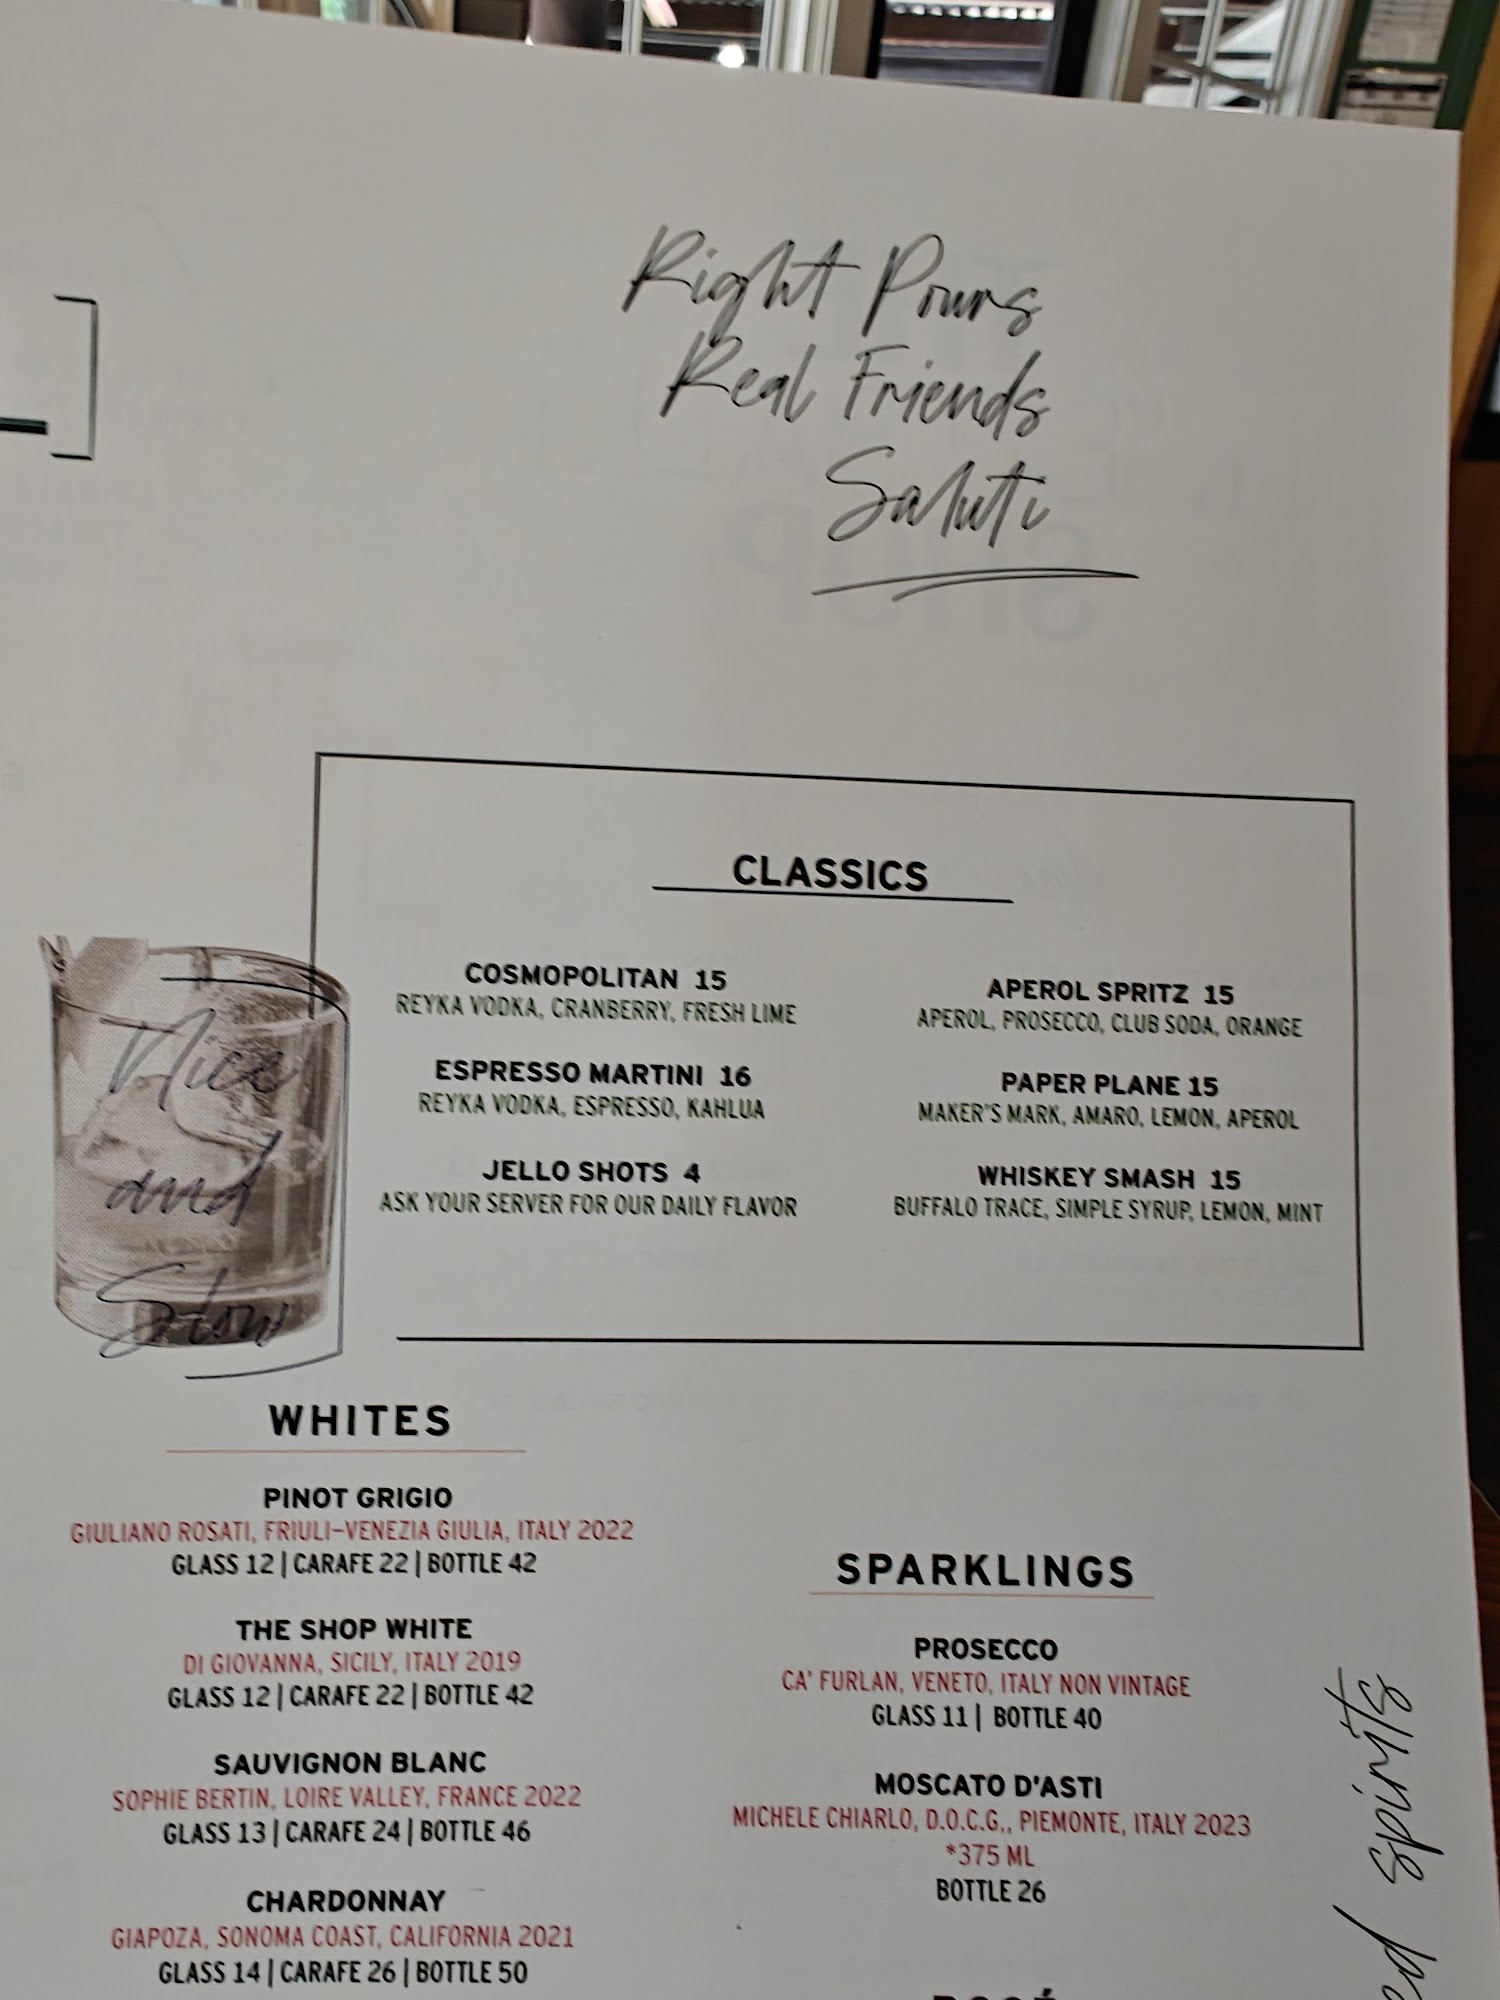 Right Pours
Real Friends
Saluti
CLASSICS
COSMOPOLITAN 15
REYKA VODKA, CRANBERRY, FRESH LIME
ESPRESSO MARTINI 16
REYKA VODKA, ESPRESSO, KAHLUA
JELLO SHOTS 4
ASK YOUR SERVER FOR OUR DAILY FLAVOR
APEROL SPRITZ 15
APEROL, PROSECCO, CLUB SODA, ORANGE
PAPER PLANE 15
MAKER'S MARK, AMARO, LEMON, APEROL
WHISKEY SMASH 15
BUFFALO TRACE, SIMPLE SYRUP, LEMON, MINT
Nice
and
Slow
WHITES
PINOT GRIGIO
GIULIANO ROSATI, FRIULI-VENEZIA GIULIA, ITALY 2022
GLASS 12 | CARAFE 22 | BOTTLE 42
THE SHOP WHITE
DI GIOVANNA, SICILY, ITALY 2019
GLASS 12 | CARAFE 22 | BOTTLE 42
SAUVIGNON BLANC
SOPHIE BERTIN, LOIRE VALLEY, FRANCE 2022
GLASS 13 | CARAFE 24 | BOTTLE 46
CHARDONNAY
GIAPOZA, SONOMA COAST, CALIFORNIA 2021
GLASS 14 | CARAFE 26 | BOTTLE 50
SPARKLINGS
PROSECCO
CA' FURLAN, VENETO, ITALY NON VINTAGE
GLASS 11 | BOTTLE 40
MOSCATO D'ASTI
MICHELE CHIARLO, D.O.C.G., PIEMONTE, ITALY 2023
*375 ML
BOTTLE 26
ed spirits